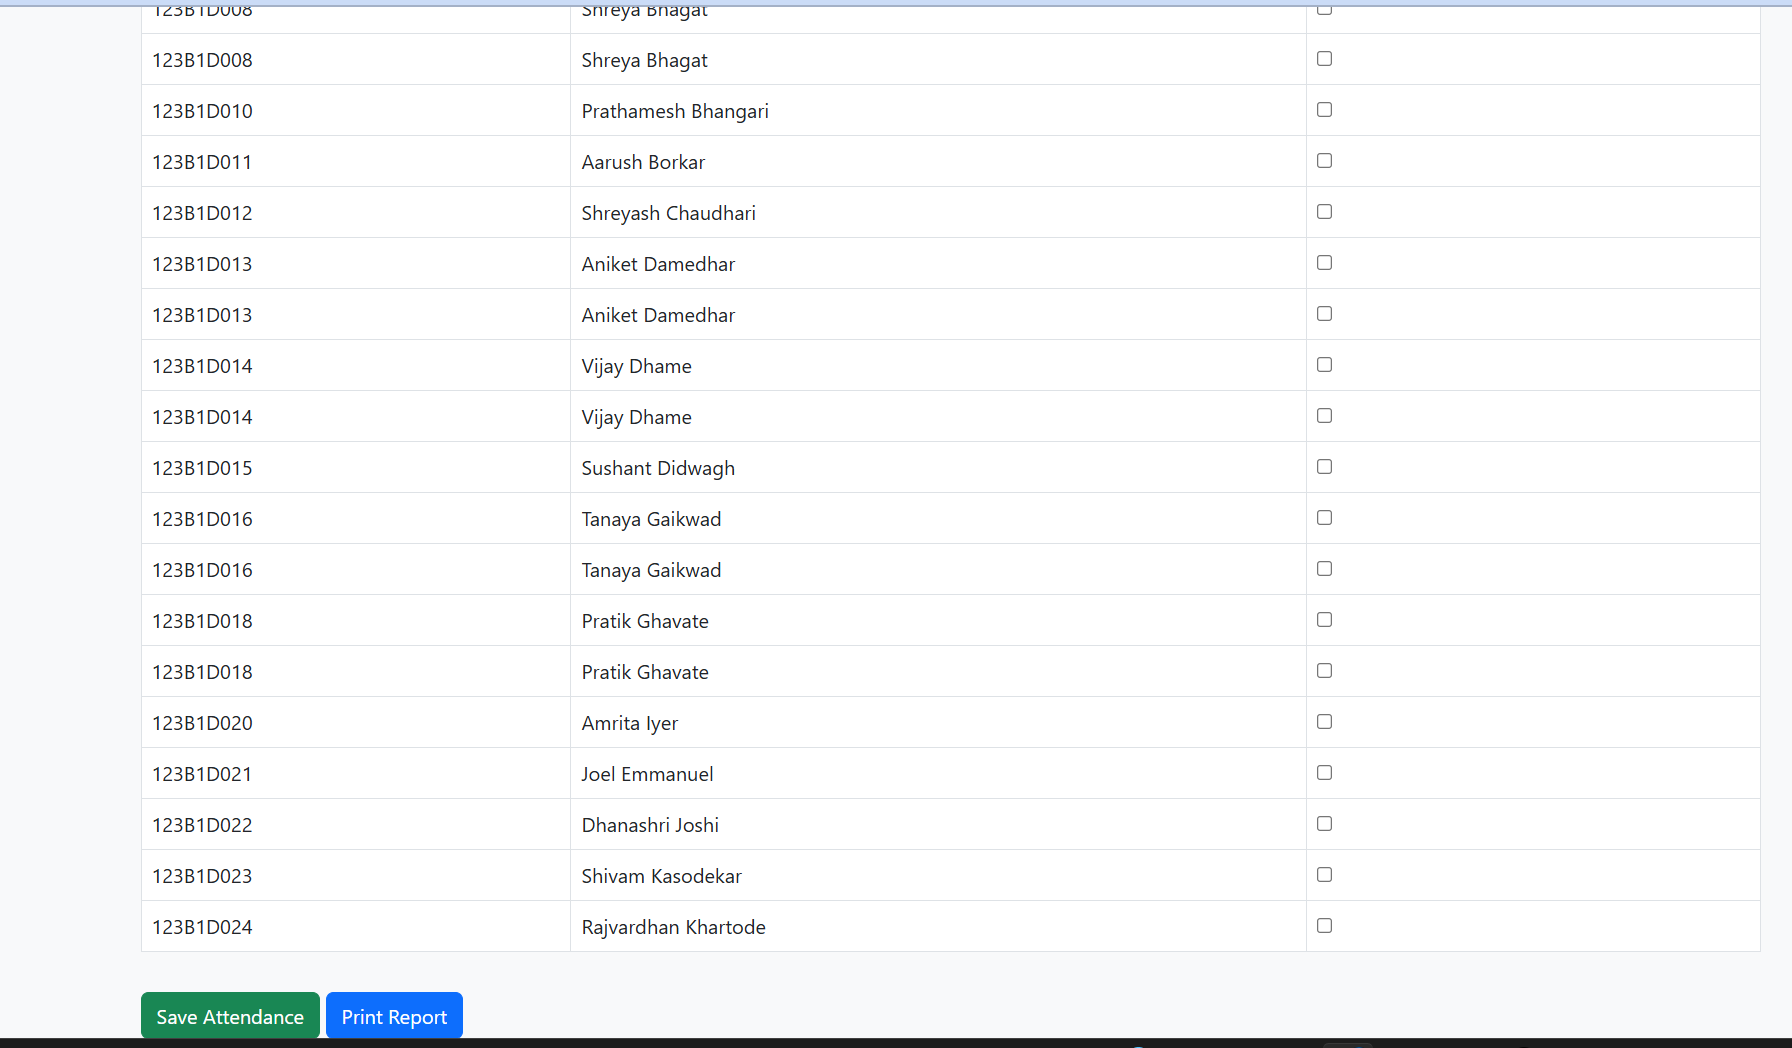 123B1D008 Shreya Bhagat
123B1D008 Shreya Bhagat
123B1D010 Prathamesh Bhangari
123B1D011 Aarush Borkar
123B1D012 Shreyash Chaudhari
123B1D013 Aniket Damedhar
123B1D013 Aniket Damedhar
123B1D014 Vijay Dhame
123B1D014 Vijay Dhame
123B1D015 Sushant Didwagh
123B1D016 Tanaya Gaikwad
123B1D016 Tanaya Gaikwad
123B1D018 Pratik Ghavate
123B1D018 Pratik Ghavate
123B1D020 Amrita Iyer
123B1D021 Joel Emmanuel
123B1D022 Dhanashri Joshi
123B1D023 Shivam Kasodekar
123B1D024 Rajvardhan Khartode
Save Attendance Print Report